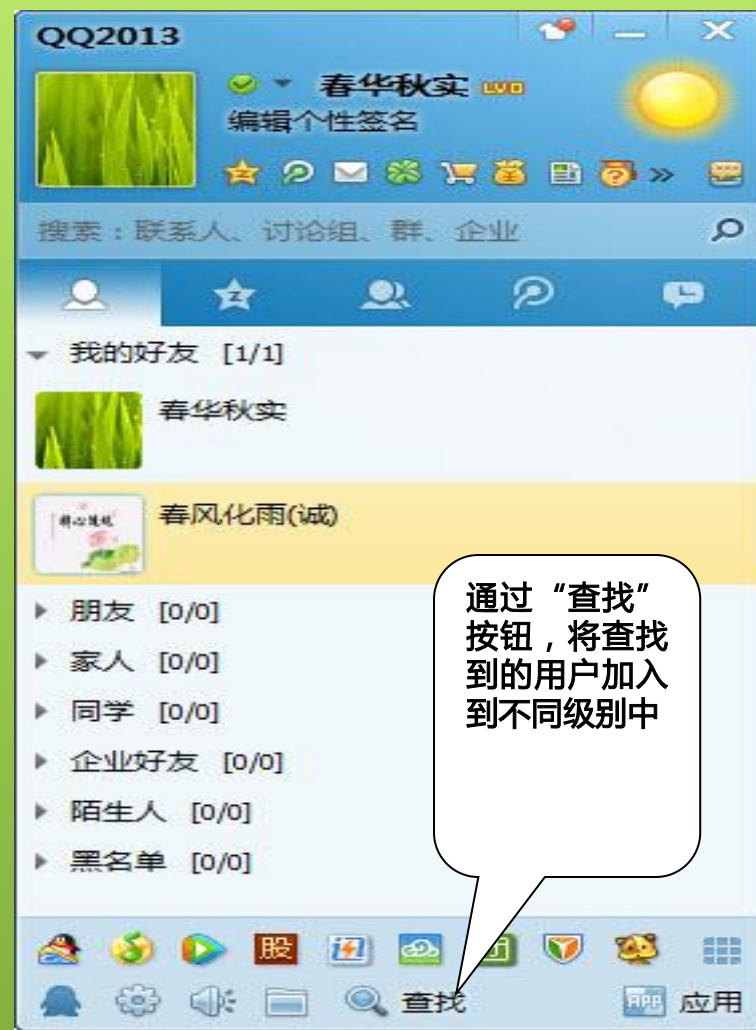 QQ2013
春华秋实 LV0
编辑个性签名
搜索：联系人、讨论组、群、企业
我的好友 [1/1]
春华秋实
春风化雨(诚)
朋友 [0/0]
家人 [0/0]
同学 [0/0]
企业好友 [0/0]
陌生人 [0/0]
黑名单 [0/0]
通过“查找”
按钮，将查找
到的用户加入
到不同级别中
股
查找
APP 应用